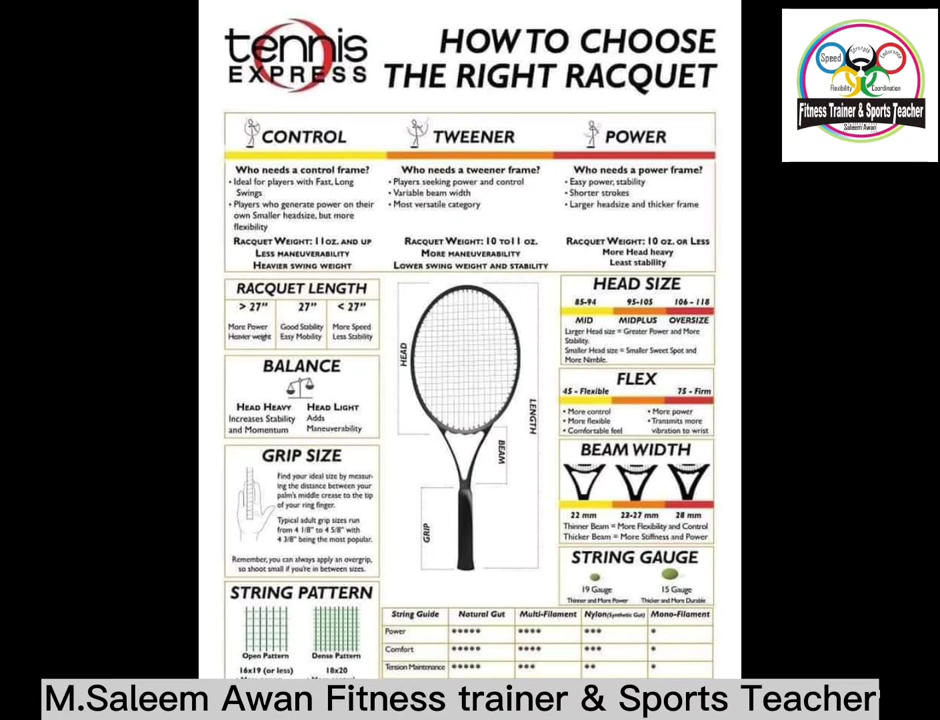 tennis
EXPRESS
HOW TO CHOOSE
THE RIGHT RACQUET
Speed
Strength
Endurance
Flexibility
Coordination
Fitness Trainer & Sports Teacher
Saleem Awan
CONTROL
Who needs a control frame?
• Ideal for players with Fast, Long
Swings
• Players who generate power on their
own Smaller headsize, but more
flexibility
RACQUET WEIGHT: 11OZ. AND UP
LESS MANEUVERABILITY
HEAVIER SWING WEIGHT
TWEENER
Who needs a tweener frame?
• Players seeking power and control
• Variable beam width
• Most versatile category
RACQUET WEIGHT: 10 TO11 OZ.
MORE MANEUVERABILITY
LOWER SWING WEIGHT AND STABILITY
POWER
Who needs a power frame?
• Easy power, stability
• Shorter strokes
• Larger headsize and thicker frame
RACQUET WEIGHT: 10 OZ. OR LESS
More Head heavy
Least stability
RACQUET LENGTH
> 27” 27” < 27”
More Power Good Stability More Speed
Heavier weight Easy Mobility Less Stability
BALANCE
HEAD HEAVY HEAD LIGHT
Increases Stability Adds
and Momentum Maneuverability
GRIP SIZE
Find your ideal size by measur-
ing the distance between your
palm's middle crease to the tip
of your ring finger.
Typical adult grip sizes run
from 4 1/8" to 4 5/8" with
4 3/8" being the most popular.
Remember, you can always apply an overgrip,
so shoot small if you're in between sizes.
STRING PATTERN
Open Pattern Dense Pattern
16x19 (or less) 18x20
HEAD
LENGTH
BEAM
GRIP
HEAD SIZE
85-94 95-105 106 - 118
MID MIDPLUS OVERSIZE
Larger Head size = Greater Power and More
Stability.
Smaller Head size = Smaller Sweet Spot and
More Nimble.
FLEX
45 - Flexible 75 - Firm
• More control • More power
• More flexible • Transmits more
• Comfortable feel vibration to wrist
BEAM WIDTH
22 mm 23-27 mm 28 mm
Thinner Beam = More Flexibility and Control
Thicker Beam = More Stiffness and Power
STRING GAUGE
19 Gauge 15 Gauge
Thinner and More Power Thicker and More Durable
String Guide Natural Gut Multi-Filament Nylon(Synthetic Gut) Mono-Filament
Power ***** **** *** *
Comfort ***** **** *** *
Tension Maintenance ***** *** ** *
M.Saleem Awan Fitness trainer & Sports Teacher